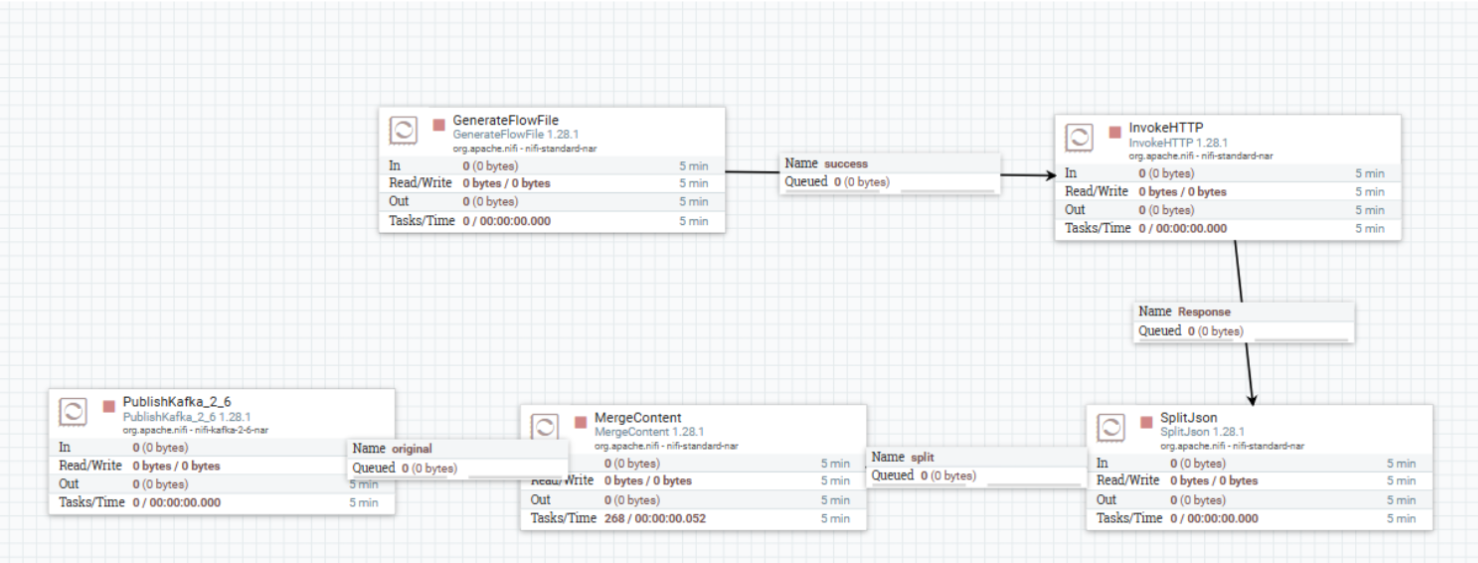 GenerateFlowFile
GenerateFlowFile 1.28.1
org.apache.nifi - nifi-standard-nar
In 0 (0 bytes) 5 min
Read/Write 0 bytes / 0 bytes 5 min
Out 0 (0 bytes) 5 min
Tasks/Time 0 / 00:00:00.000 5 min
Name success
Queued 0 (0 bytes)
InvokeHTTP
InvokeHTTP 1.28.1
org.apache.nifi - nifi-standard-nar
In 0 (0 bytes) 5 min
Read/Write 0 bytes / 0 bytes 5 min
Out 0 (0 bytes) 5 min
Tasks/Time 0 / 00:00:00.000 5 min
Name Response
Queued 0 (0 bytes)
PublishKafka_2_6
PublishKafka_2_6 1.28.1
org.apache.nifi - nifi-kafka-2-6-nar
In 0 (0 bytes)
Read/Write 0 bytes / 0 bytes
Out 0 (0 bytes) 5 min
Tasks/Time 0 / 00:00:00.000 5 min
Name original
Queued 0 (0 bytes)
MergeContent
MergeContent 1.28.1
org.apache.nifi - nifi-standard-nar
0 (0 bytes) 5 min
Read/Write 0 bytes / 0 bytes 5 min
Out 0 (0 bytes) 5 min
Tasks/Time 268 / 00:00:00.052 5 min
Name split
Queued 0 (0 bytes)
SplitJson
SplitJson 1.28.1
org.apache.nifi - nifi-standard-nar
In 0 (0 bytes) 5 min
Read/Write 0 bytes / 0 bytes 5 min
Out 0 (0 bytes) 5 min
Tasks/Time 0 / 00:00:00.000 5 min